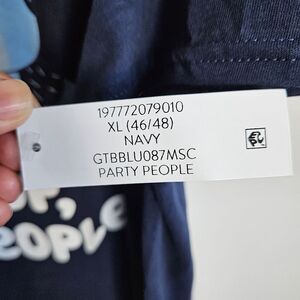 197772079010
XL (46/48)
NAVY
GTBBLU087MSC
PARTY PEOPLE